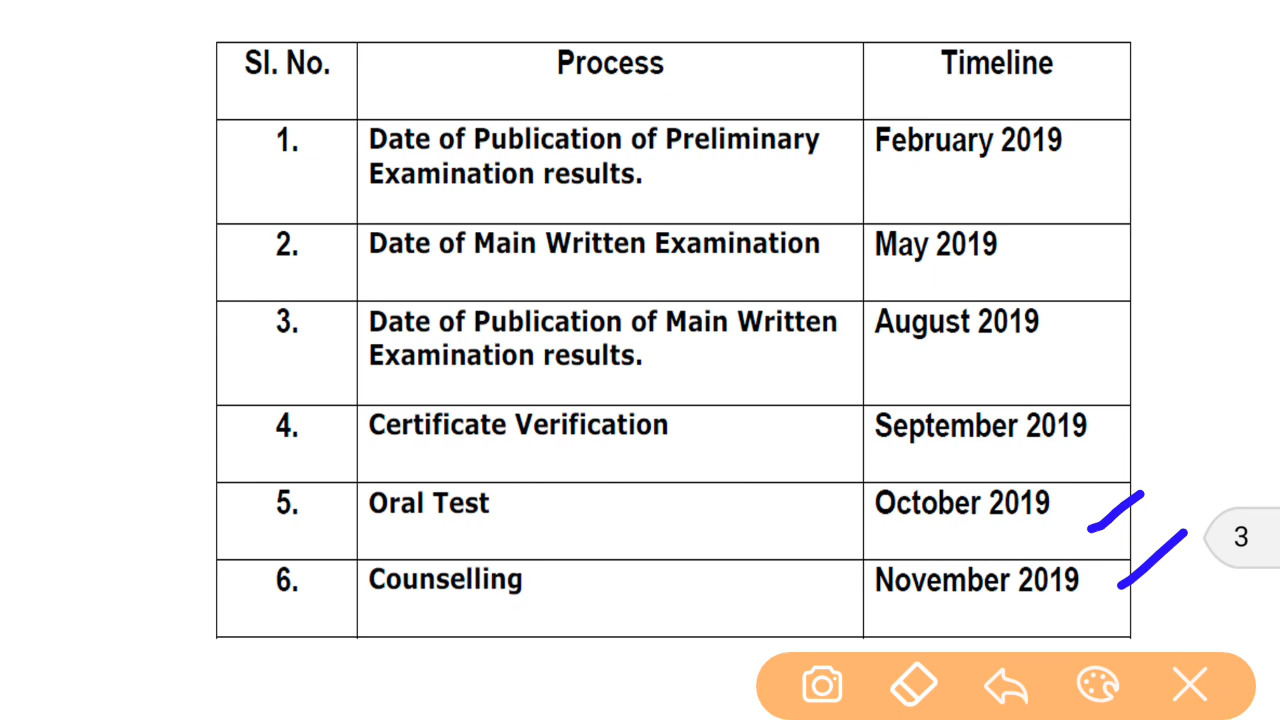 Sl. No. Process Timeline
1. Date of Publication of Preliminary February 2019
Examination results.
2. Date of Main Written Examination May 2019
3. Date of Publication of Main Written August 2019
Examination results.
4. Certificate Verification September 2019
5. Oral Test October 2019
3
6. Counselling November 2019